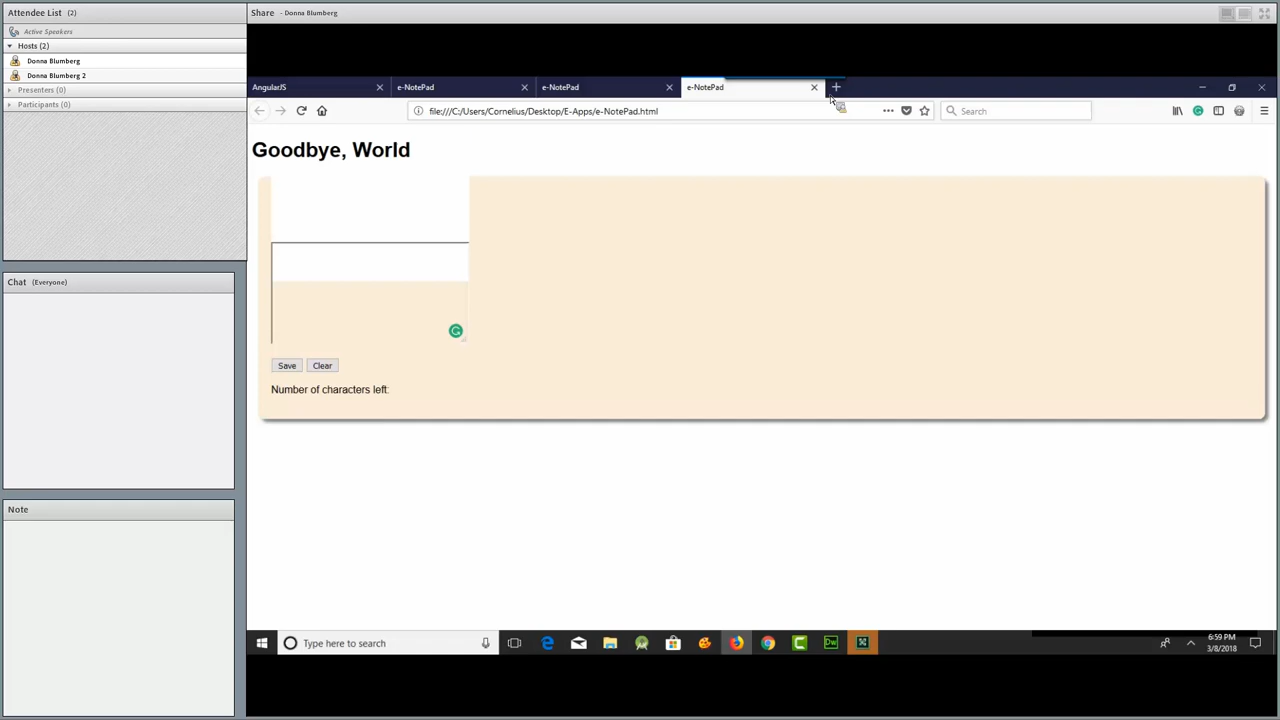 Attendee List (2)
Active Speakers
Hosts (2)
Donna Blumberg
Donna Blumberg 2
Presenters (0)
Participants (0)
Chat (Everyone)
Note
Share - Donna Blumberg
AngularJS
e-NotePad
e-NotePad
e-NotePad
file:///C:/Users/Cornelius/Desktop/E-Apps/e-NotePad.html
Search
Goodbye, World
Save Clear
Number of characters left:
Type here to search
Dw
6:59 PM
3/8/2018